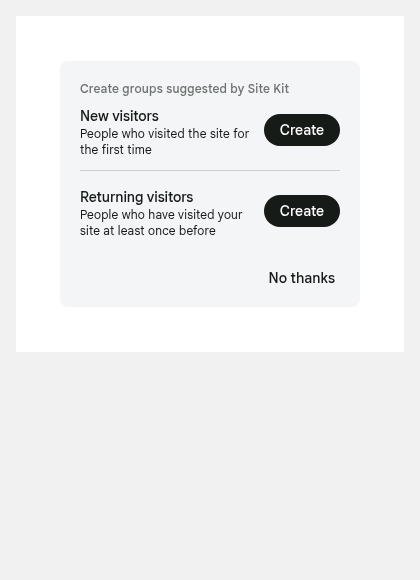 Create groups suggested by Site Kit
New visitors
People who visited the site for
the first time
Create
Returning visitors
People who have visited your
site at least once before
Create
No thanks